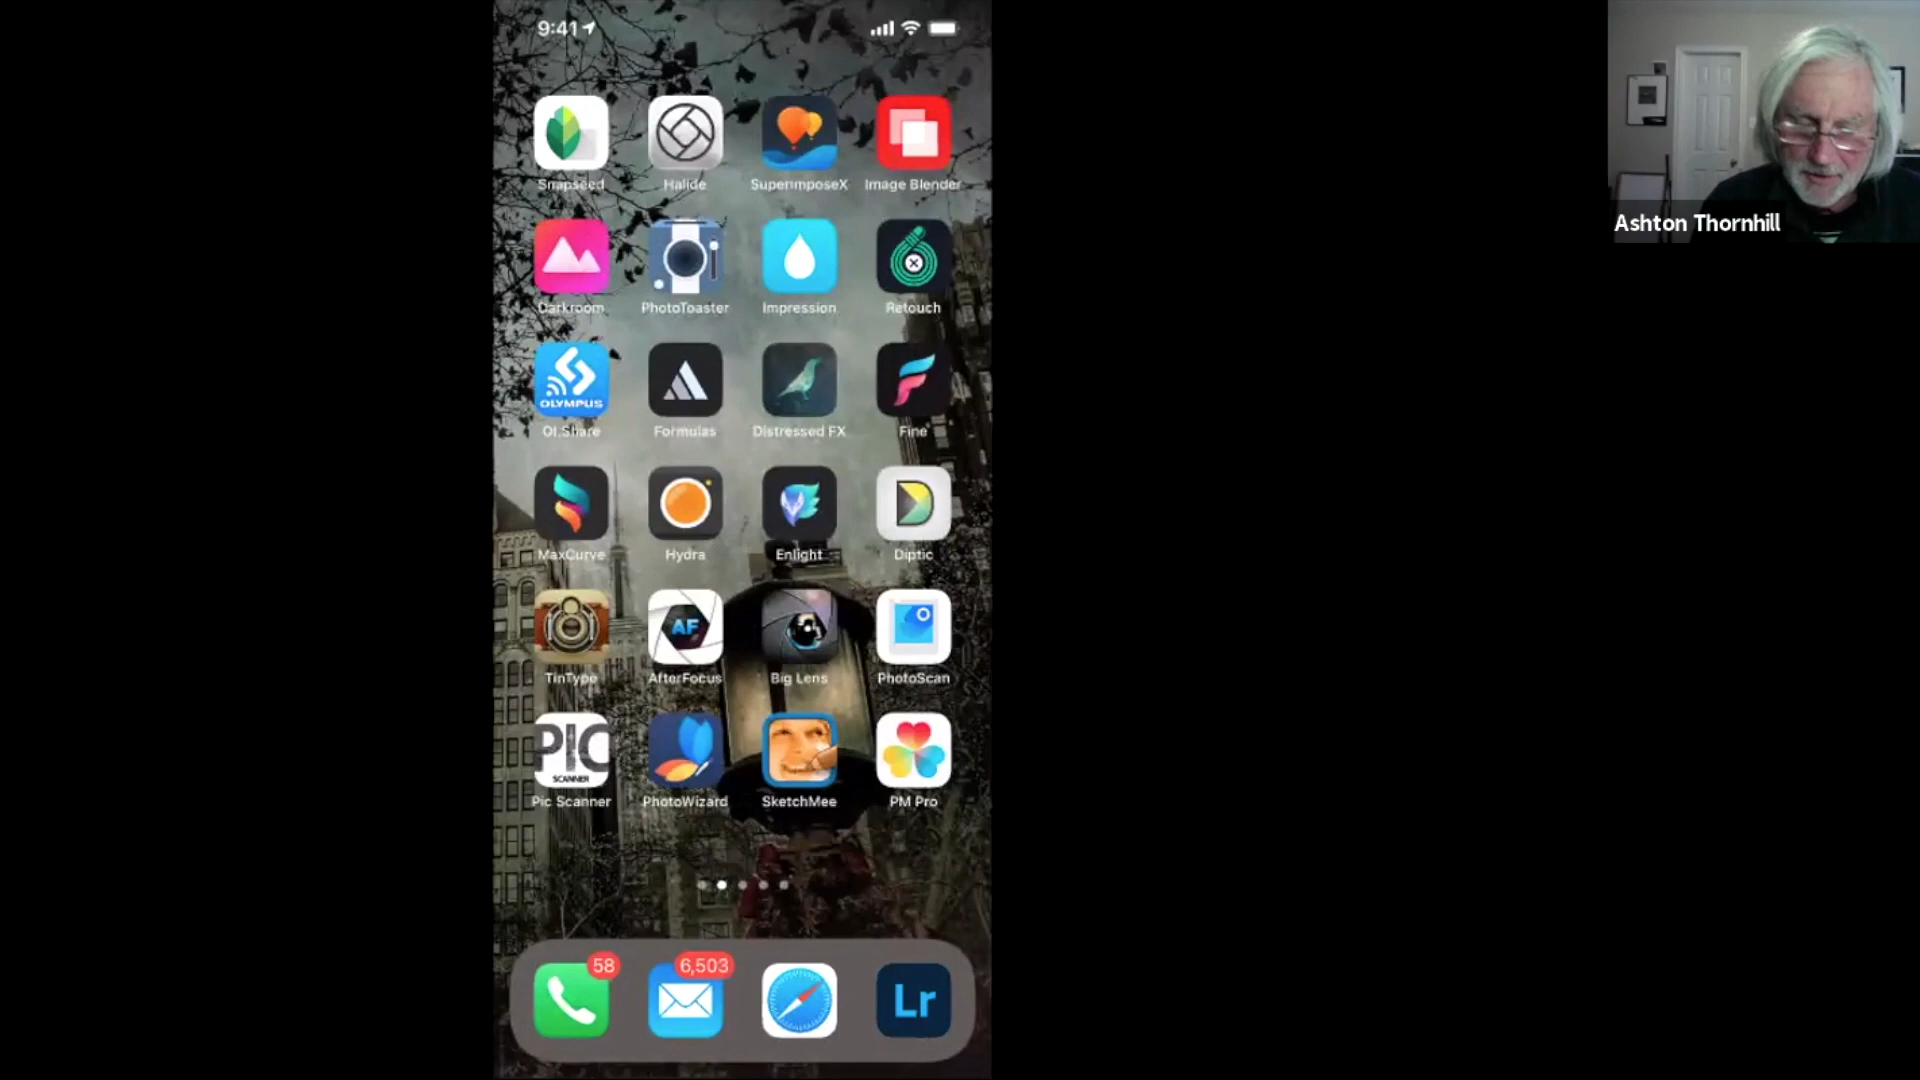 9:41
Ashton Thornhill
Snapseed Halide SuperimposeX Image Blender
Darkroom PhotoToaster Impression Retouch
OLYMPUS
OI.Share Formulas Distressed FX Fine
MaxCurve Hydra Enlight Diptic
AF
TinType AfterFocus Big Lens PhotoScan
PIC
SCANNER
Pic Scanner PhotoWizard SketchMee PM Pro
58 6,503
Lr